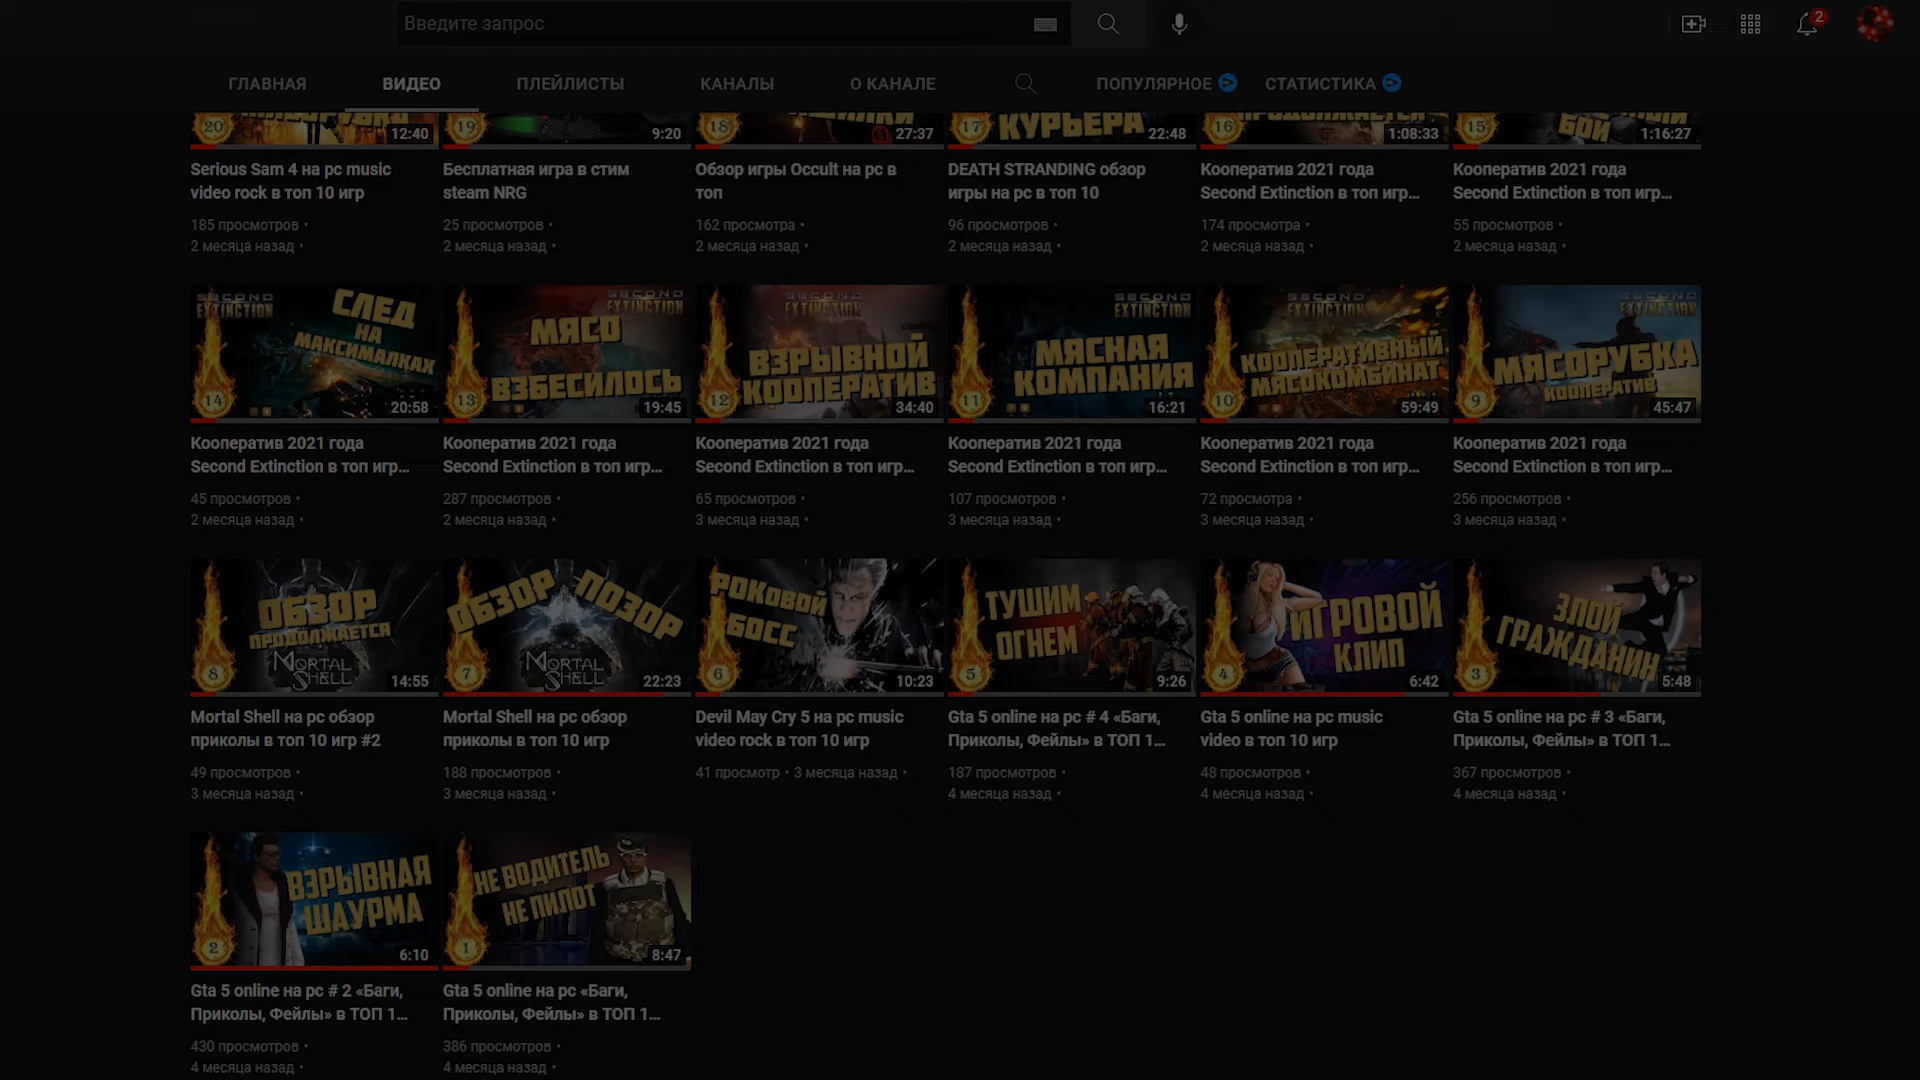 Введите запрос
2
ГЛАВНАЯ ВИДЕО ПЛЕЙЛИСТЫ КАНАЛЫ О КАНАЛЕ ПОПУЛЯРНОЕ СТАТИСТИКА
20 12:40
19 9:20
18 27:37
17 КУРЬЕРА 22:48
16 ПРОДОЛЖАЕТСЯ 1:08:33
15 БОЙ 1:16:27
Serious Sam 4 на pc music
video rock в топ 10 игр
185 просмотров •
2 месяца назад •
Бесплатная игра в стим
steam NRG
25 просмотров •
2 месяца назад •
Обзор игры Occult на pc в
топ
162 просмотра •
2 месяца назад •
DEATH STRANDING обзор
игры на pc в топ 10
96 просмотров •
2 месяца назад •
Кооператив 2021 года
Second Extinction в топ игр...
174 просмотра •
2 месяца назад •
Кооператив 2021 года
Second Extinction в топ игр...
55 просмотров •
2 месяца назад •
SECOND
EXTINCTION
СЛЕД
НА
МАКСИМАЛКАХ
14 20:58
Кооператив 2021 года
Second Extinction в топ игр...
45 просмотров •
2 месяца назад •
SECOND
EXTINCTION
МЯСО
ВЗБЕСИЛОСЬ
13 19:45
Кооператив 2021 года
Second Extinction в топ игр...
287 просмотров •
2 месяца назад •
SECOND
EXTINCTION
ВЗРЫВНОЙ
КООПЕРАТИВ
12 34:40
Кооператив 2021 года
Second Extinction в топ игр...
65 просмотров •
3 месяца назад •
SECOND
EXTINCTION
МЯСНАЯ
КОМПАНИЯ
11 16:21
Кооператив 2021 года
Second Extinction в топ игр...
107 просмотров •
3 месяца назад •
SECOND
EXTINCTION
КООПЕРАТИВНЫЙ
МЯСОКОМБИНАТ
10 59:49
Кооператив 2021 года
Second Extinction в топ игр...
72 просмотра •
3 месяца назад •
SECOND
EXTINCTION
МЯСОРУБКА
КООПЕРАТИВ
9 45:47
Кооператив 2021 года
Second Extinction в топ игр...
256 просмотров •
3 месяца назад •
ОБЗОР
ПРОДОЛЖАЕТСЯ
MORTAL
SHELL
8 14:55
Mortal Shell на pc обзор
приколы в топ 10 игр #2
49 просмотров •
3 месяца назад •
ОБЗОР ПОЗОР
MORTAL
SHELL
7 22:23
Mortal Shell на pc обзор
приколы в топ 10 игр
188 просмотров •
3 месяца назад •
РОКОВОЙ
БОСС
6 10:23
Devil May Cry 5 на pc music
video rock в топ 10 игр
41 просмотр • 3 месяца назад •
ТУШИМ
ОГНЕМ
5 9:26
Gta 5 online на pc # 4 «Баги,
Приколы, Фейлы» в ТОП 1...
187 просмотров •
4 месяца назад •
ИГРОВОЙ
КЛИП
4 6:42
Gta 5 online на pc music
video в топ 10 игр
48 просмотров •
4 месяца назад •
ЗЛОЙ
ГРАЖДАНИН
3 5:48
Gta 5 online на pc # 3 «Баги,
Приколы, Фейлы» в ТОП 1...
367 просмотров •
4 месяца назад •
ВЗРЫВНАЯ
ШАУРМА
2 6:10
Gta 5 online на pc # 2 «Баги,
Приколы, Фейлы» в ТОП 1...
430 просмотров •
4 месяца назад •
НЕ ВОДИТЕЛЬ
НЕ ПИЛОТ
1 8:47
Gta 5 online на pc «Баги,
Приколы, Фейлы» в ТОП 1...
386 просмотров •
4 месяца назад •